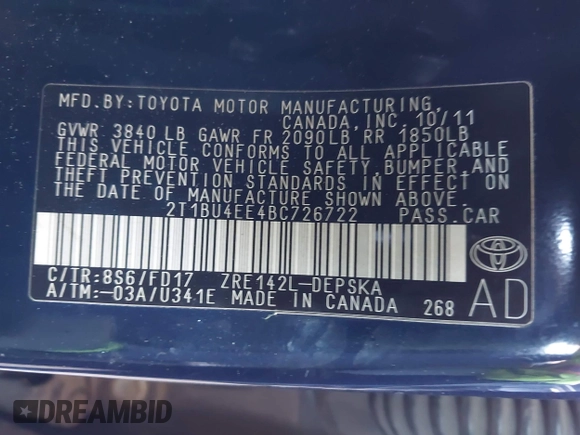 MFD.BY:TOYOTA MOTOR MANUFACTURING,
CANADA, INC. 10/11
GVWR 3840 LB GAWR FR 2090LB RR 1850LB
THIS VEHICLE CONFORMS TO ALL APPLICABLE
FEDERAL MOTOR VEHICLE SAFETY, BUMPER, AND
THEFT PREVENTION STANDARDS IN EFFECT ON
THE DATE OF MANUFACTURE SHOWN ABOVE.
2T1BU4EE4BC726722 PASS.CAR
C/TR:8S6/FD17 ZRE142L-DEPSKA
A/TM:-03A/U341E MADE IN CANADA 268
AD
DREAMBID